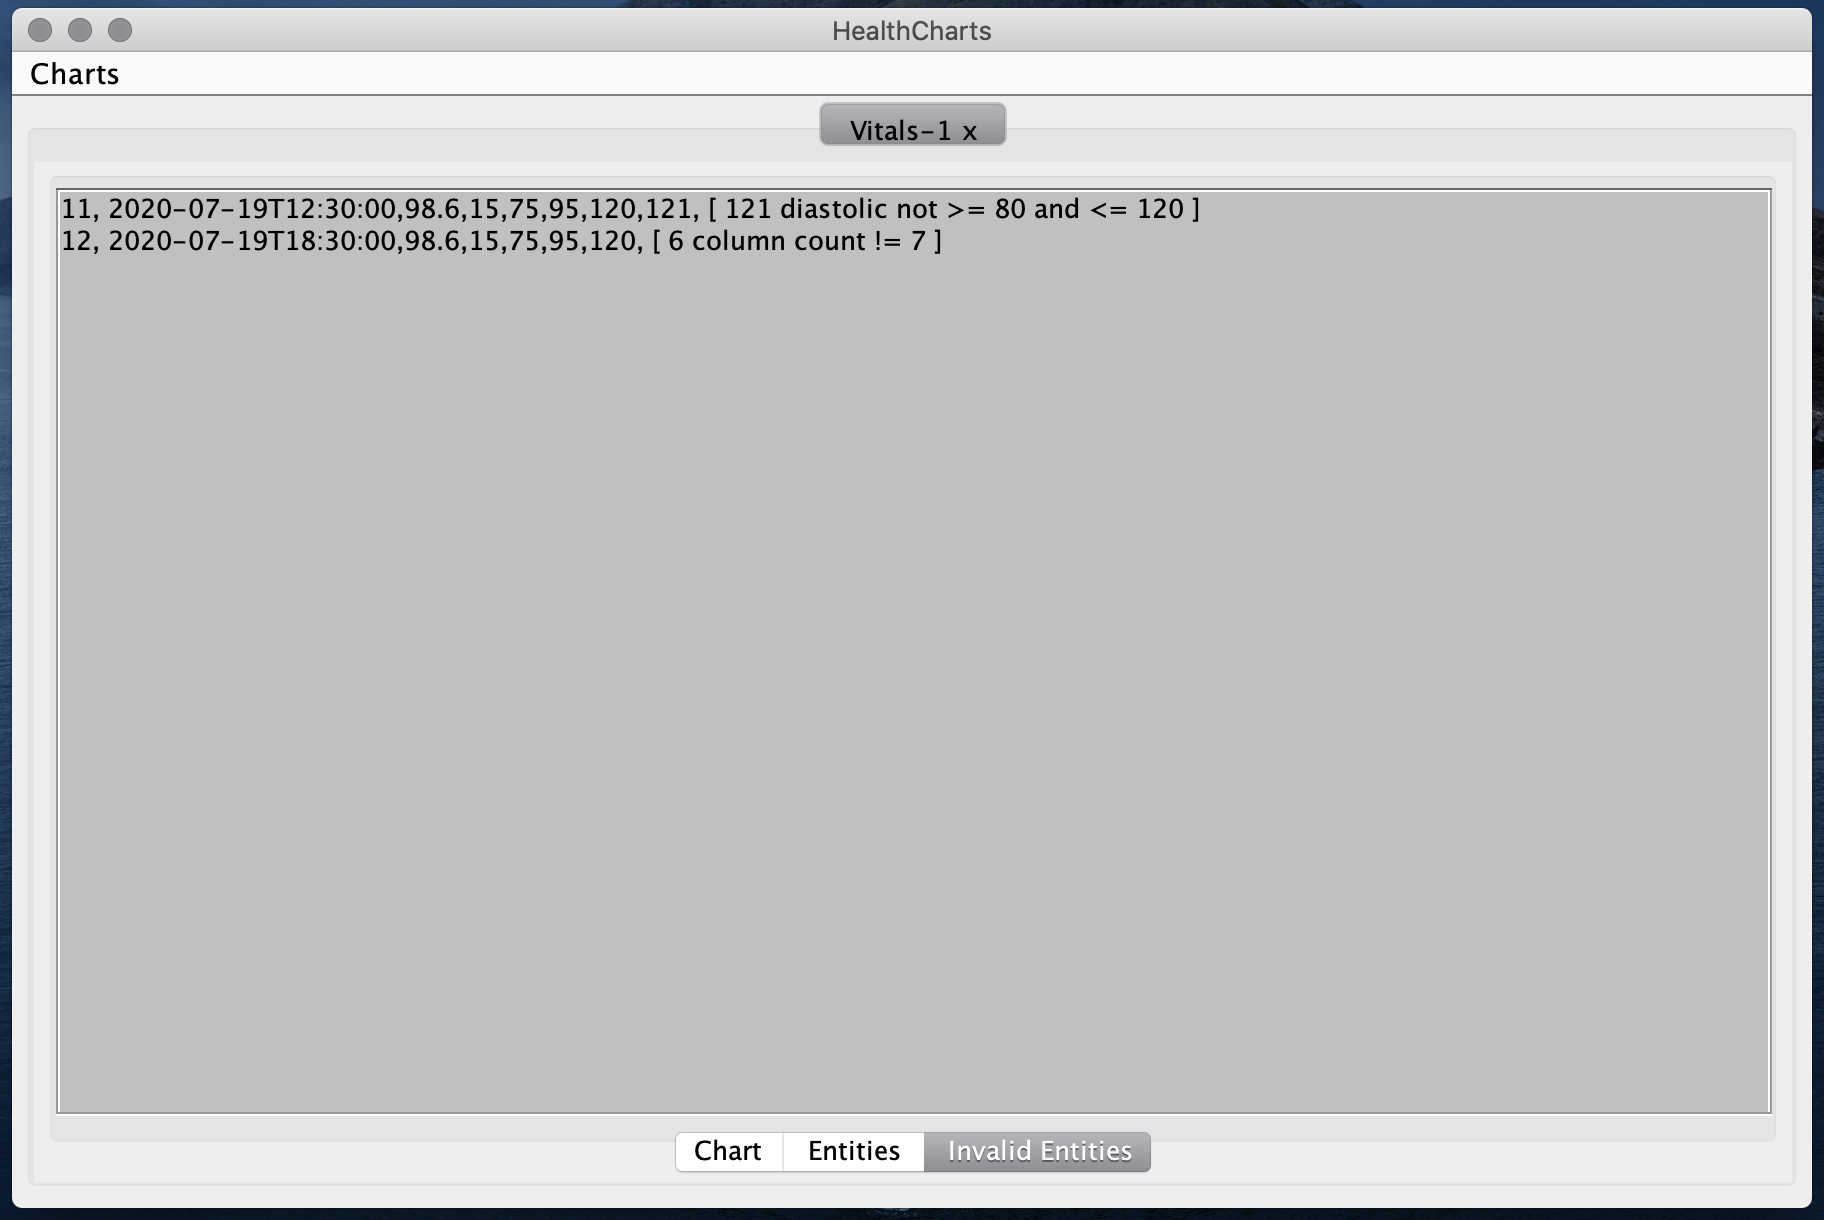 HealthCharts
Charts
Vitals-1 x
11, 2020-07-19T12:30:00,98.6,15,75,95,120,121, [ 121 diastolic not >= 80 and <= 120 ]
12, 2020-07-19T18:30:00,98.6,15,75,95,120, [ 6 column count != 7 ]
Chart Entities Invalid Entities